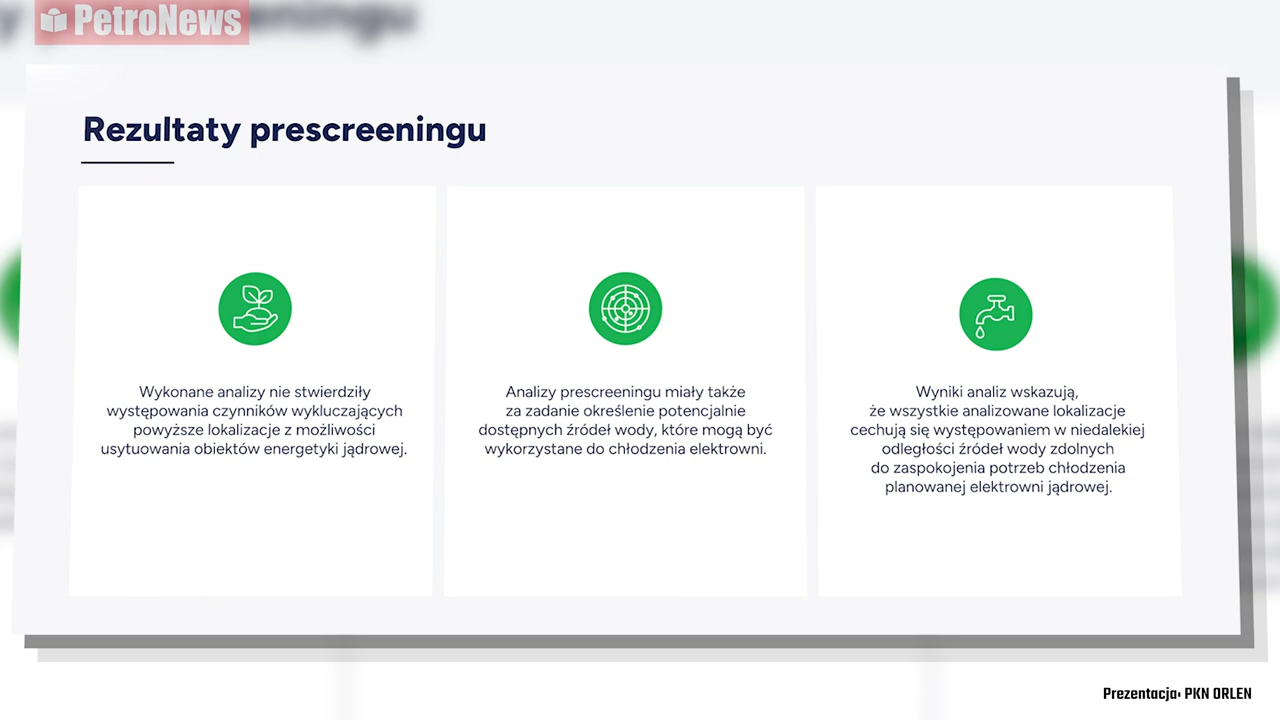 PetroNews
Rezultaty prescreeningu
Wykonane analizy nie stwierdziły
występowania czynników wykluczających
powyższe lokalizacje z możliwości
usytuowania obiektów energetyki jądrowej.
Analizy prescreeningu miały także
za zadanie określenie potencjalnie
dostępnych źródeł wody, które mogą być
wykorzystane do chłodzenia elektrowni.
Wyniki analiz wskazują,
że wszystkie analizowane lokalizacje
cechują się występowaniem w niedalekiej
odległości źródeł wody zdolnych
do zaspokojenia potrzeb chłodzenia
planowanej elektrowni jądrowej.
Prezentacja: PKN ORLEN